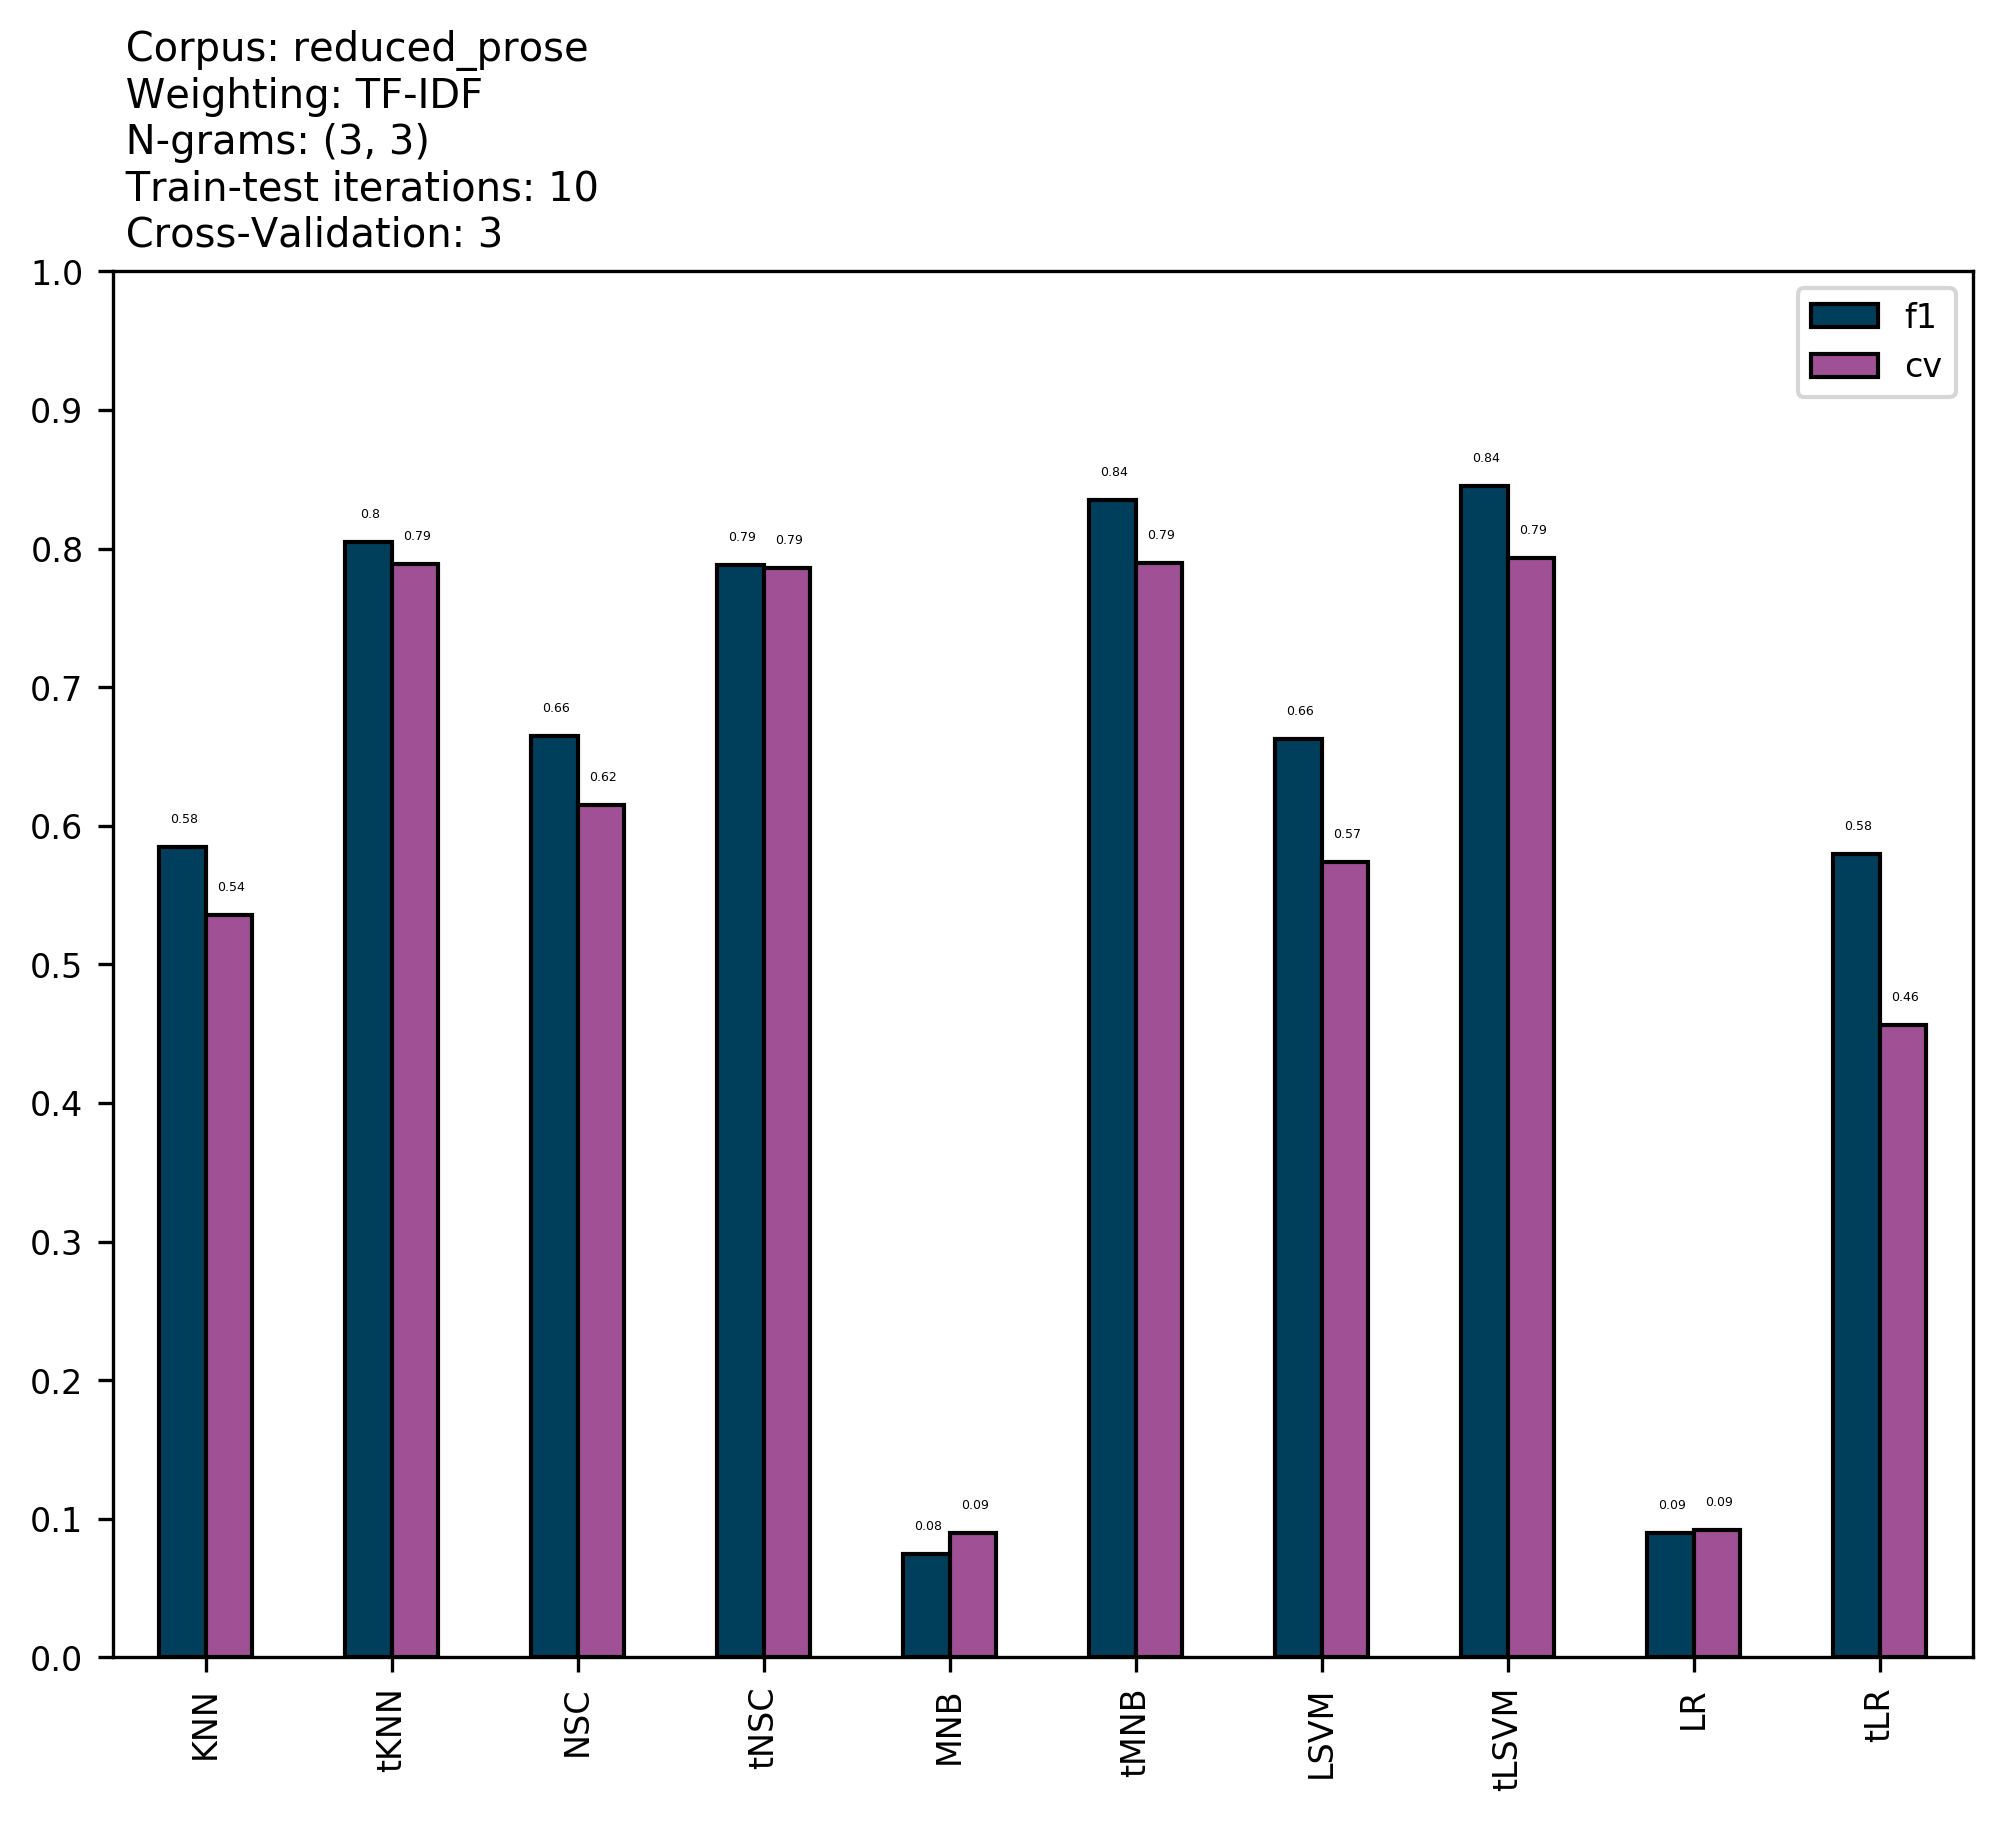 Corpus: reduced_prose
Weighting: TF-IDF
N-grams: (3, 3)
Train-test iterations: 10
Cross-Validation: 3
1.0
0.9
0.8
0.7
0.6
0.5
0.4
0.3
0.2
0.1
0.0
f1
cv
0.58
0.54
0.8
0.79
0.66
0.62
0.79
0.79
0.08
0.09
0.84
0.79
0.66
0.57
0.84
0.79
0.09
0.09
0.58
0.46
KNN
tKNN
NSC
tNSC
MNB
tMNB
LSVM
tLSVM
LR
tLR